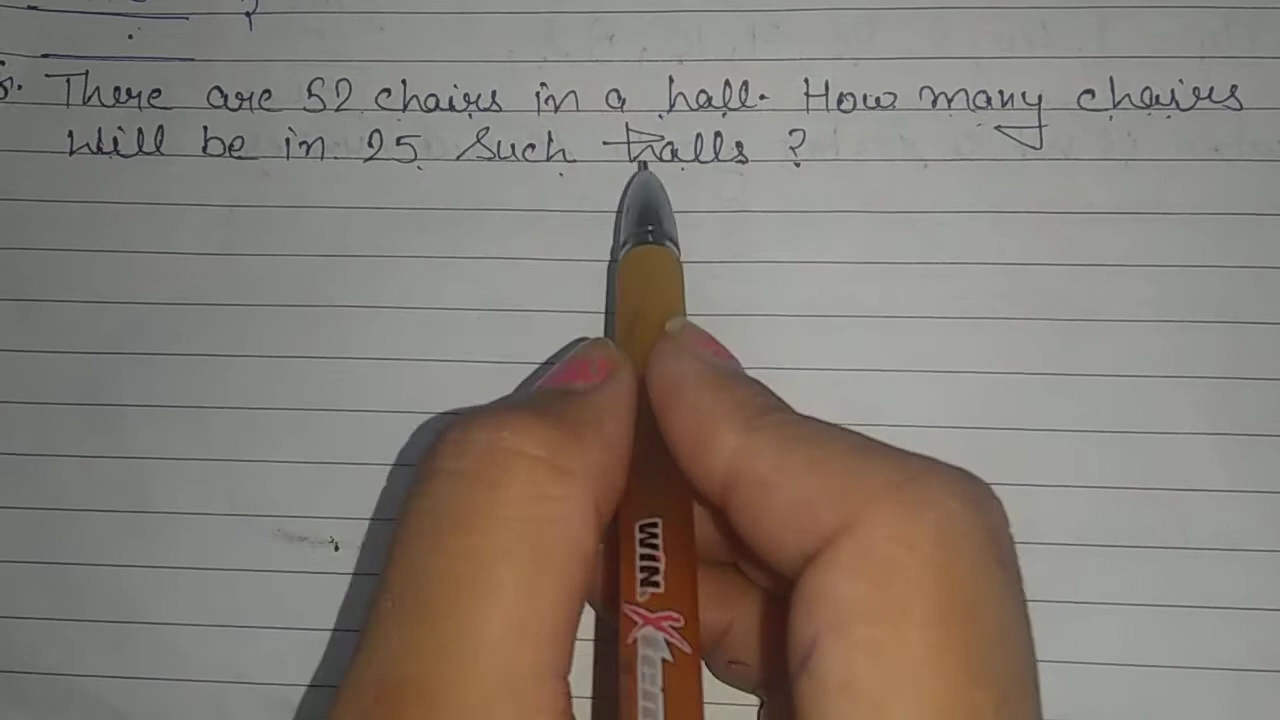 There are 52 chairs in a hall. How many chairs
will be in 25 Such halls ?
WIN